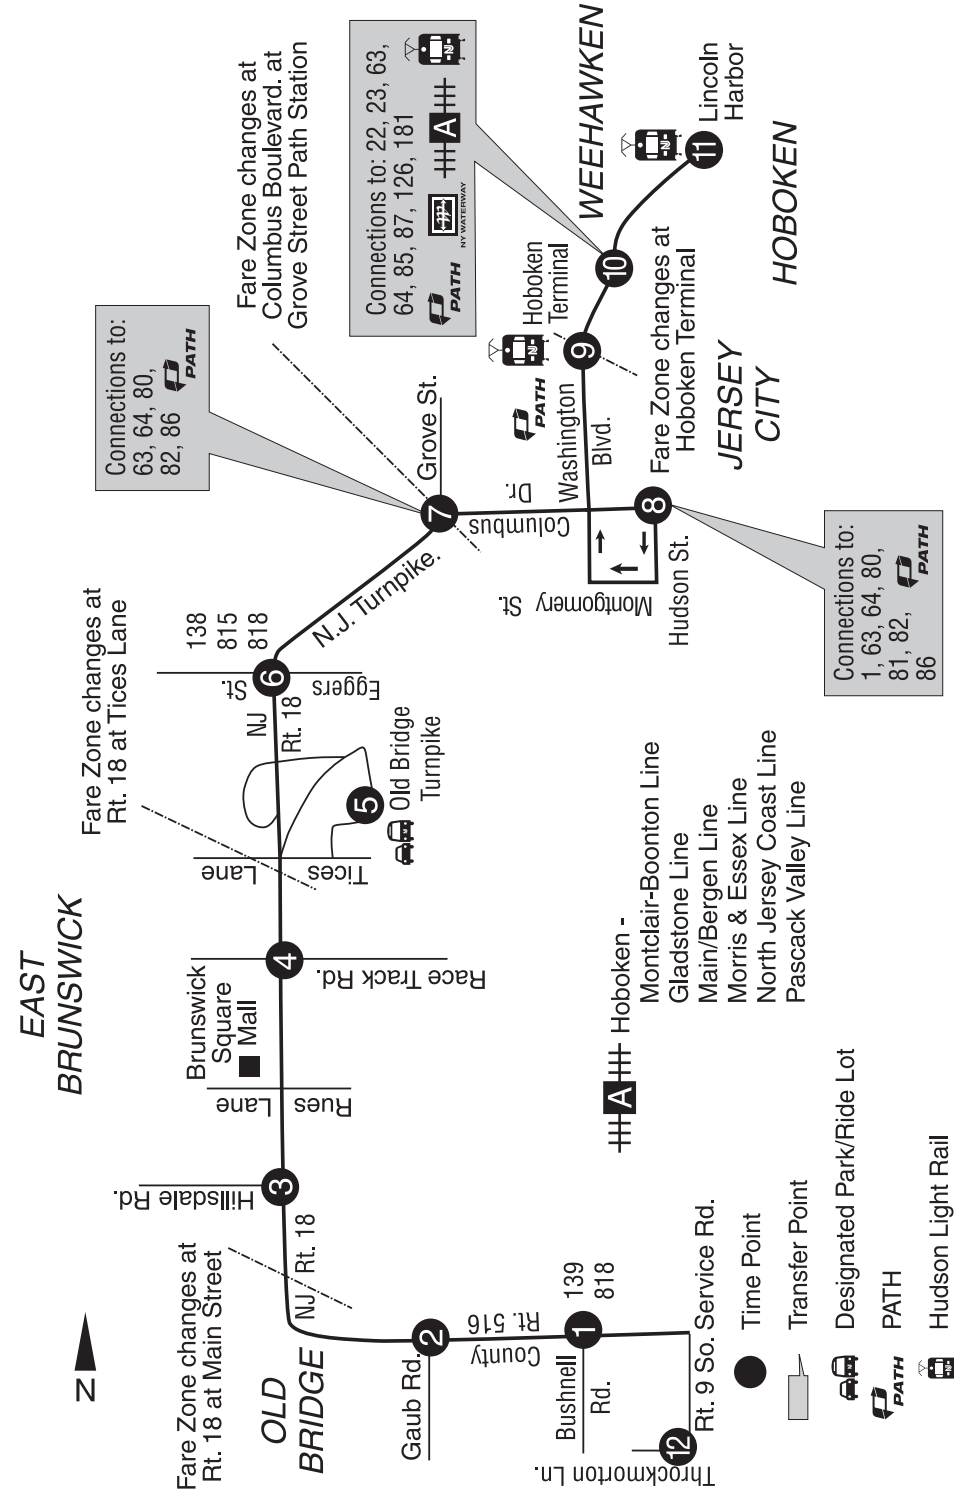 N
EAST
BRUNSWICK
Fare Zone changes at
Rt. 18 at Main Street
OLD
BRIDGE
Throckmorton Ln.
12
Rt. 9 So. Service Rd.
Bushnell
Rd.
1
139
818
County
Rt. 516
Gaub Rd.
2
NJ
Rt. 18
Hillsdale Rd.
3
Rues
Lane
Brunswick
Square
Mall
Race Track Rd.
4
Fare Zone changes at
Rt. 18 at Tices Lane
Tices
Lane
5
Old Bridge
Turnpike
NJ
Rt. 18
Eggers
St.
6
138
815
818
N.J. Turnpike.
Connections to:
63, 64, 80,
82, 86
PATH
Fare Zone changes at
Columbus Boulevard. at
Grove Street Path Station
7
Grove St.
Columbus
Dr.
Montgomery
St.
Hudson St.
8
Connections to:
1, 63, 64, 80,
81, 82,
86
PATH
Washington
Blvd.
PATH
N
Hoboken
Terminal
9
Fare Zone changes at
Hoboken Terminal
JERSEY
CITY
Connections to: 22, 23, 63,
64, 85, 87, 126, 181
PATH
NY WATERWAY
A
N
10
WEEHAWKEN
N
11
Lincoln
Harbor
HOBOKEN
A
Hoboken -
Montclair-Boonton Line
Gladstone Line
Main/Bergen Line
Morris & Essex Line
North Jersey Coast Line
Pascack Valley Line
Time Point
Transfer Point
Designated Park/Ride Lot
PATH
PATH
N
Hudson Light Rail